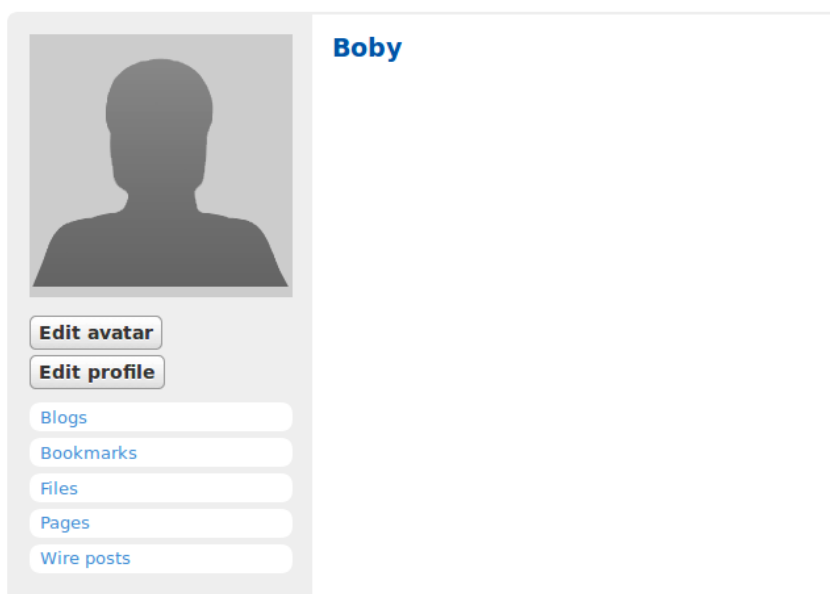 Boby
Edit avatar
Edit profile
Blogs
Bookmarks
Files
Pages
Wire posts